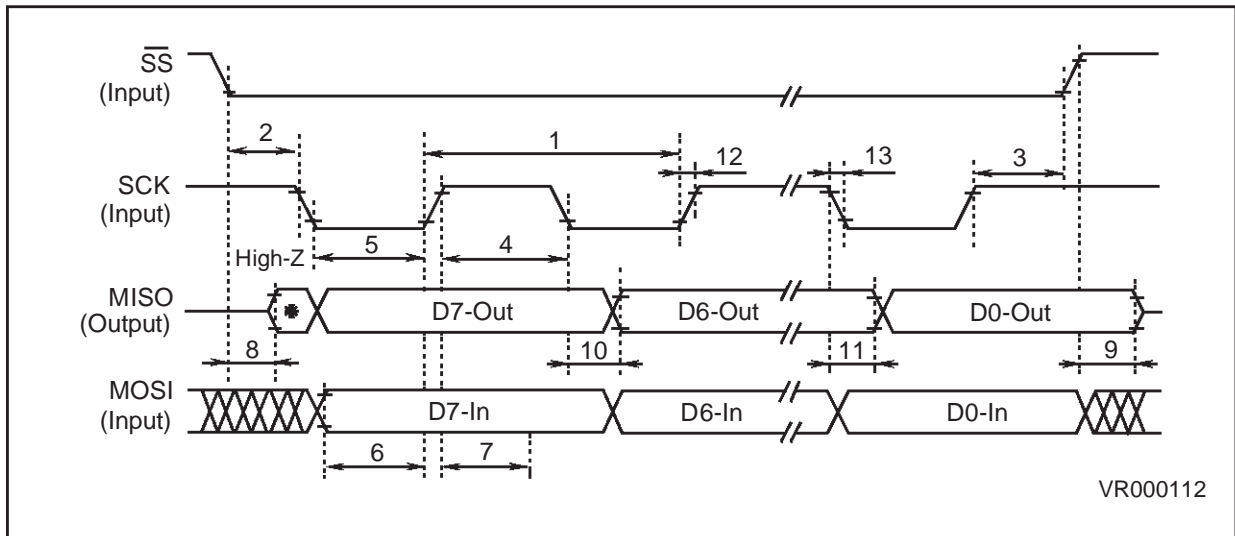 SS
(Input)
2
1
12
13
3
SCK
(Input)
High-Z
5
4
MISO
(Output)
*
D7-Out
D6-Out
D0-Out
8
10
11
9
MOSI
(Input)
D7-In
D6-In
D0-In
6
7
VR000112